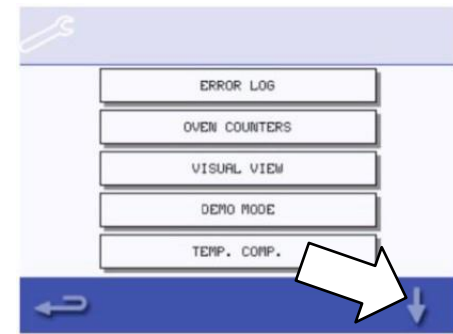 ERROR LOG
OVEN COUNTERS
VISUAL VIEW
DEMO MODE
TEMP. COMP.